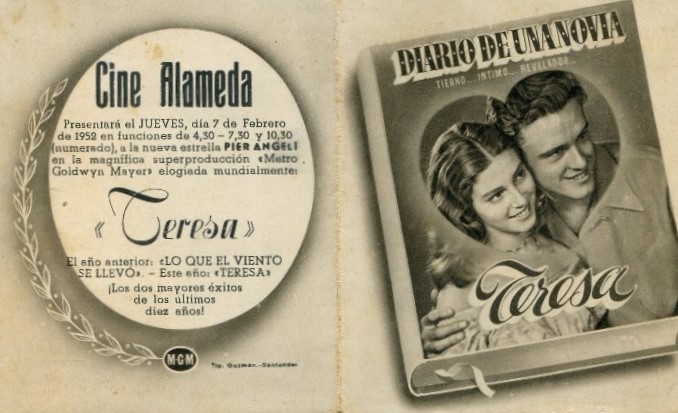 Cine Alameda
Presentará el JUEVES, día 7 de Febrero
de 1952 en funciones de 4,30 – 7,30 y 10,30
(numerado), a la nueva estrella PIER ANGELI
en la magnífica superproducción «Metro
Goldwyn Mayer» elogiada mundialmente:
«Teresa»
El año anterior: «LO QUE EL VIENTO
SE LLEVÓ». – Este año: «TERESA»
¡Los dos mayores éxitos
de los últimos
diez años!
M-G-M
Tip. Guzmán.-Santander
DIARIO DE UNA NOVIA
TIERNO... INTIMO... REVELADOR...
Teresa